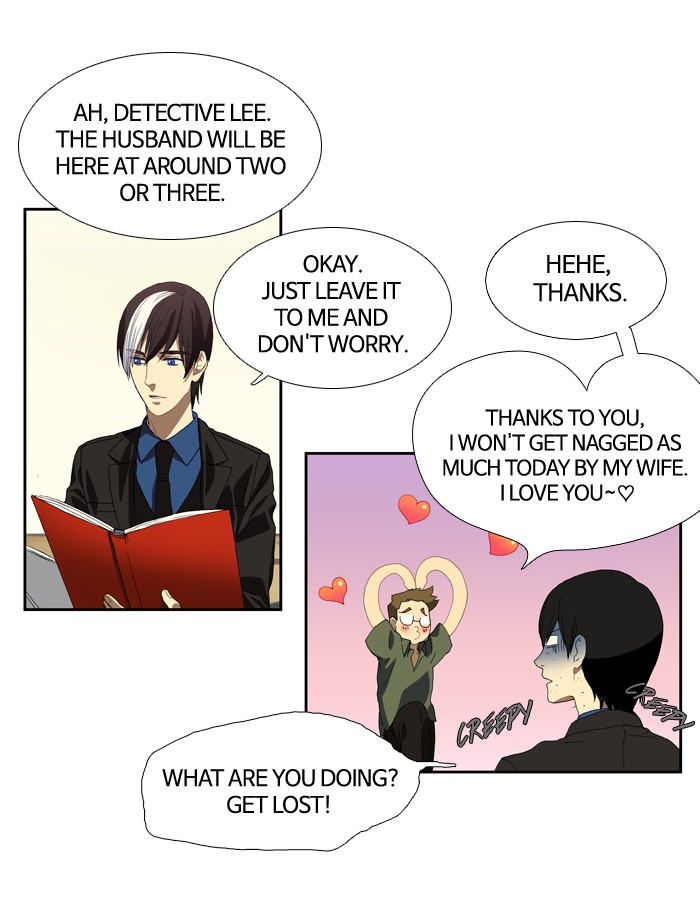 AH, DETECTIVE LEE.
THE HUSBAND WILL BE
HERE AT AROUND TWO
OR THREE.
OKAY.
JUST LEAVE IT
TO ME AND
DON'T WORRY.
HEHE,
THANKS.
THANKS TO YOU,
I WON'T GET NAGGED AS
MUCH TODAY BY MY WIFE.
I LOVE YOU~♡
CREEPY
CREEPY
WHAT ARE YOU DOING?
GET LOST!